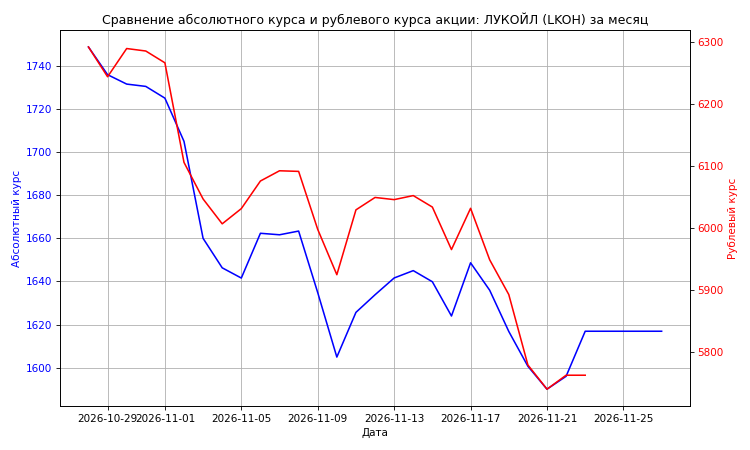 Сравнение абсолютного курса и рублевого курса акции: ЛУКОЙЛ (LKOH) за месяц
Абсолютный курс
1740
1720
1700
1680
1660
1640
1620
1600
6300
6200
6100
6000
5900
5800
Рублевый курс
2026-10-29 2026-11-01 2026-11-05 2026-11-09 2026-11-13 2026-11-17 2026-11-21 2026-11-25
Дата